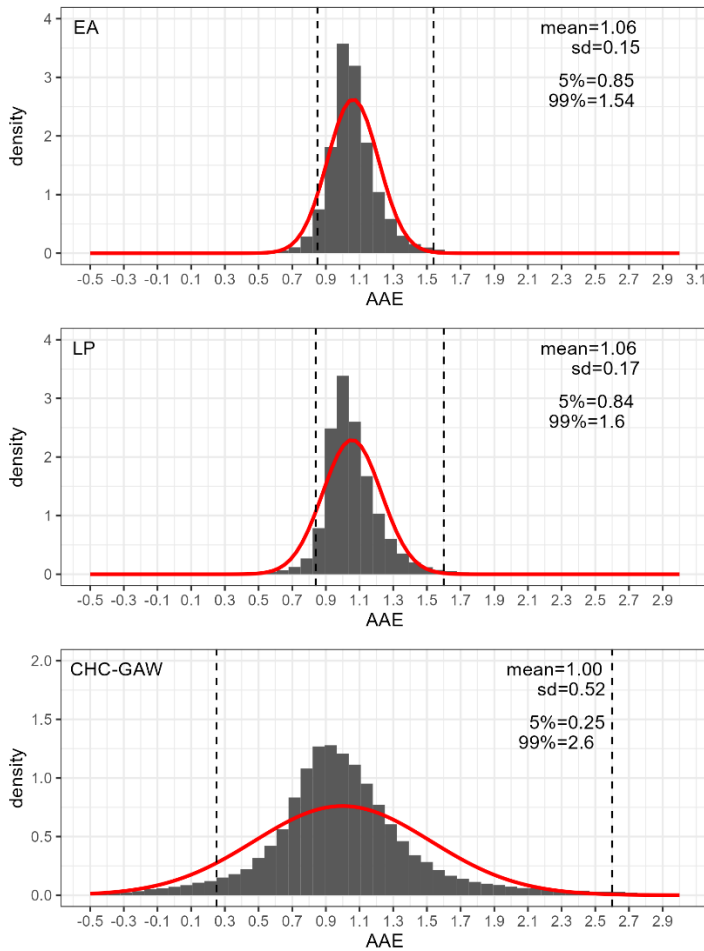 EA
mean=1.06
sd=0.15
5%=0.85
99%=1.54
density
4
3
2
1
0
-0.5 -0.3 -0.1 0.1 0.3 0.5 0.7 0.9 1.1 1.3 1.5 1.7 1.9 2.1 2.3 2.5 2.7 2.9 3.1
AAE
LP
mean=1.06
sd=0.17
5%=0.84
99%=1.6
density
4
3
2
1
0
-0.5 -0.3 -0.1 0.1 0.3 0.5 0.7 0.9 1.1 1.3 1.5 1.7 1.9 2.1 2.3 2.5 2.7 2.9
AAE
CHC-GAW
mean=1.00
sd=0.52
5%=0.25
99%=2.6
density
2.0
1.5
1.0
0.5
0.0
-0.5 -0.3 -0.1 0.1 0.3 0.5 0.7 0.9 1.1 1.3 1.5 1.7 1.9 2.1 2.3 2.5 2.7 2.9
AAE